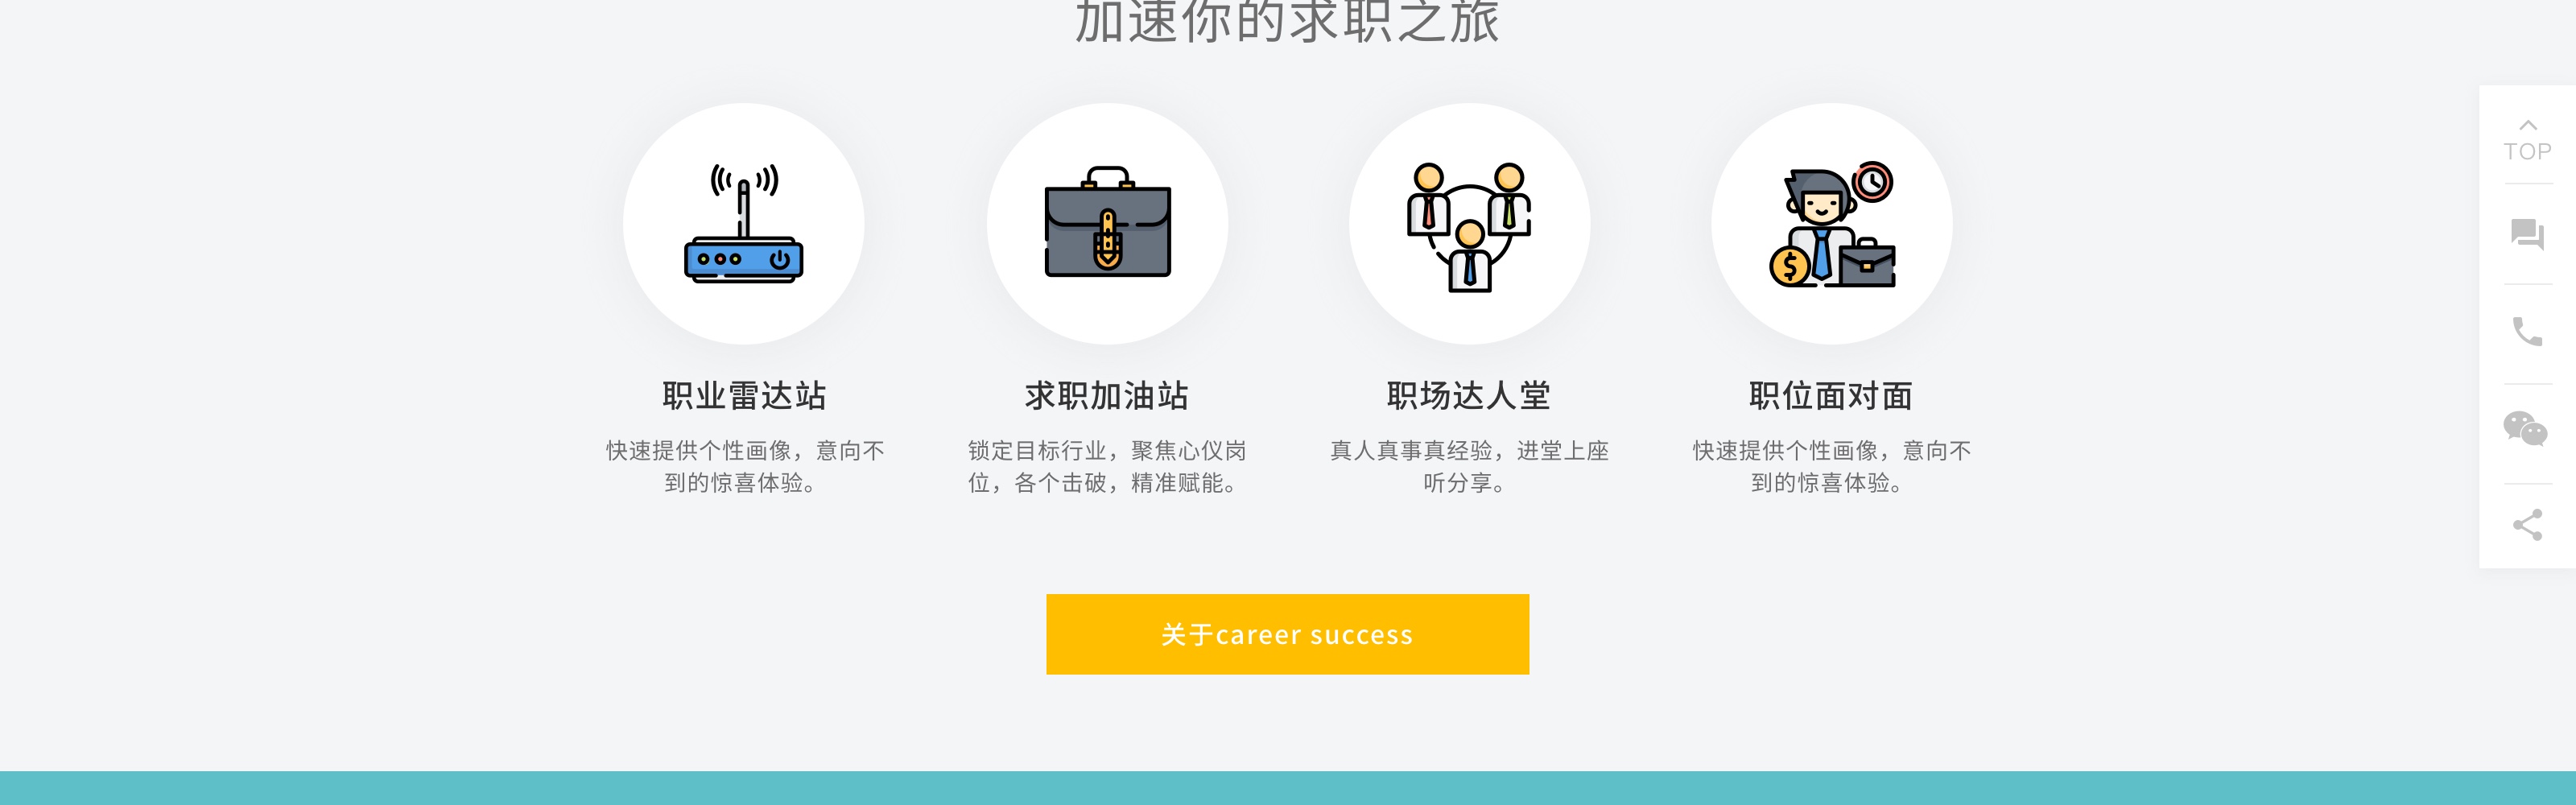 加速你的求职之旅
TOP
职业雷达站
快速提供个性画像，意向不
到的惊喜体验。
求职加油站
锁定目标行业，聚焦心仪岗
位，各个击破，精准赋能。
职场达人堂
真人真事真经验，进堂上座
听分享。
职位面对面
快速提供个性画像，意向不
到的惊喜体验。
关于career success